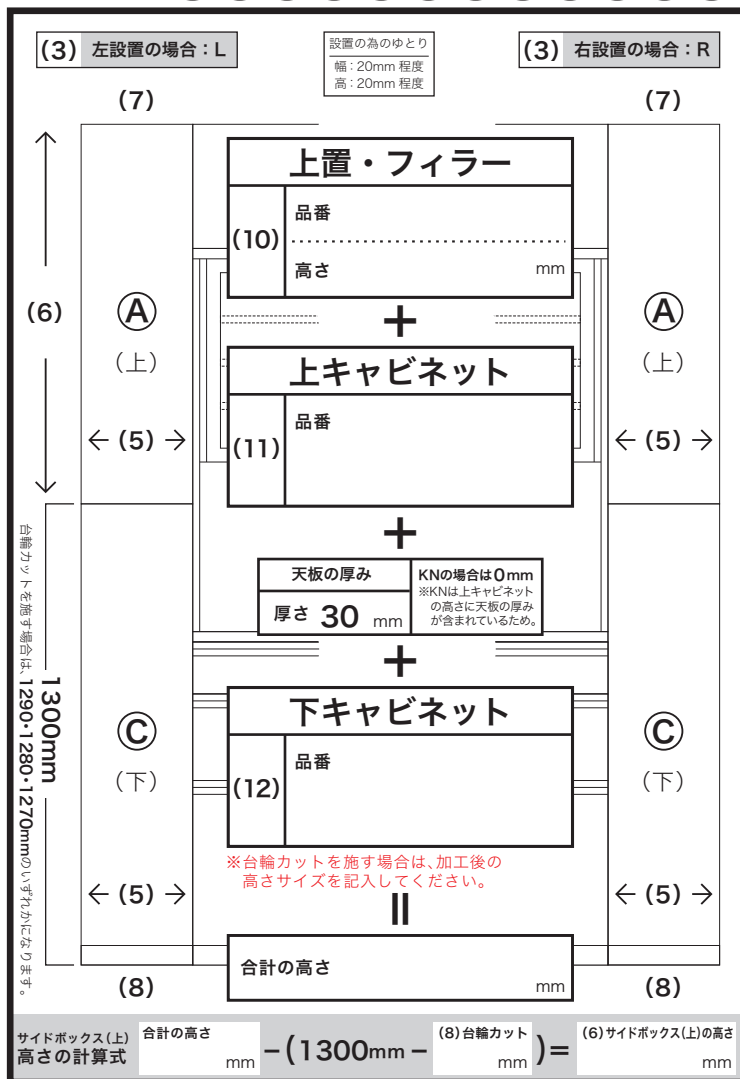 (3) 左設置の場合：L
設置の為のゆとり
幅：20mm 程度
高：20mm 程度
(3) 右設置の場合：R
(7)
(7)
上置・フィラー
(10)
品番
高さ mm
(6)
Ⓐ
(上)
← (5) →
Ⓐ
(上)
← (5) →
+
上キャビネット
(11)
品番
+
天板の厚み
厚さ 30 mm
KNの場合は0mm
※KNは上キャビネット
の高さに天板の厚み
が含まれているため。
+
下キャビネット
(12)
品番
※台輪カットを施す場合は、加工後の
高さサイズを記入してください。
1300mm
台輪カットを施す場合は、1290・1280・1270mmのいずれかになります。
Ⓒ
(下)
← (5) →
Ⓒ
(下)
← (5) →
=
合計の高さ mm
(8)
(8)
サイドボックス(上)
高さの計算式
合計の高さ mm －(1300mm － (8)台輪カット mm )＝ (6)サイドボックス(上)の高さ mm